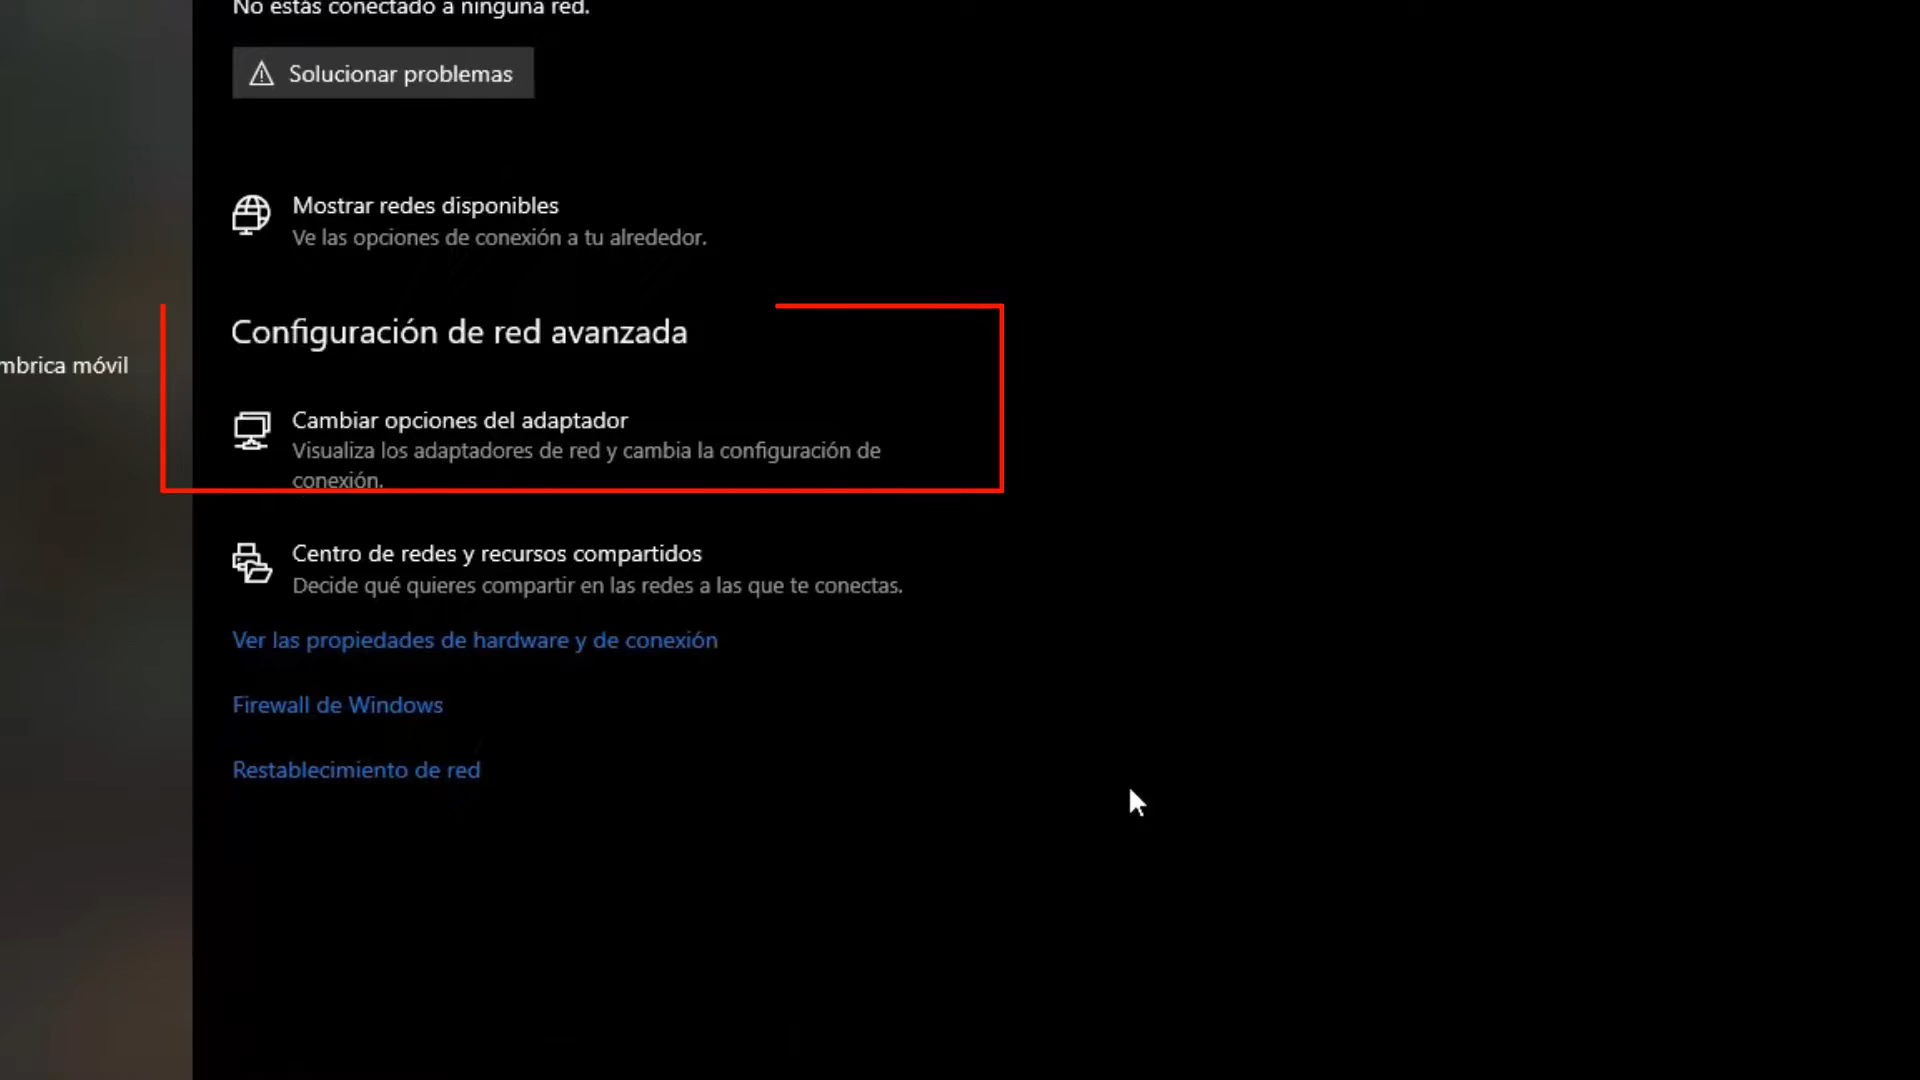 No estás conectado a ninguna red.
Solucionar problemas
Mostrar redes disponibles
Ve las opciones de conexión a tu alrededor.
Configuración de red avanzada
mbrica móvil
Cambiar opciones del adaptador
Visualiza los adaptadores de red y cambia la configuración de
conexión.
Centro de redes y recursos compartidos
Decide qué quieres compartir en las redes a las que te conectas.
Ver las propiedades de hardware y de conexión
Firewall de Windows
Restablecimiento de red